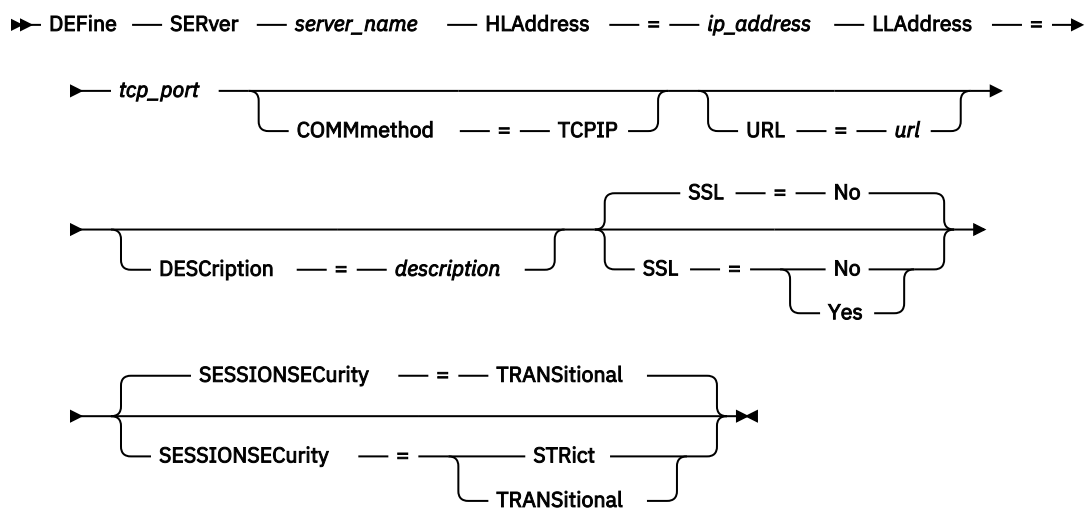 DEFine SERver server_name HLAddress = ip_address LLAddress =
tcp_port
COMMmethod = TCPIP URL = url
SSL = No
DESCription = description SSL = No
Yes
SESSIONSECurity = TRANSitional
SESSIONSECurity = STRict
TRANSitional